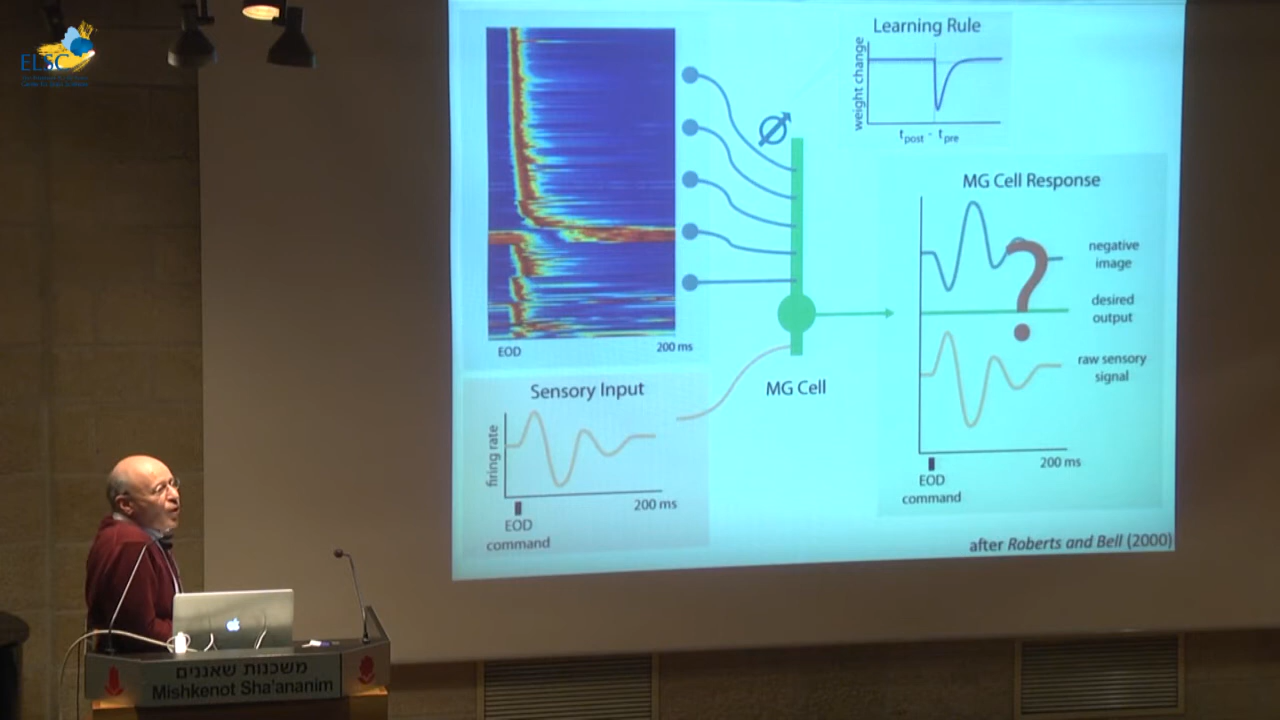 ELSC
Learning Rule
weight change
tpost - tpre
EOD
200 ms
MG Cell Response
negative
image
desired
output
raw sensory
signal
200 ms
EOD
command
Sensory Input
firing rate
200 ms
EOD
command
MG Cell
after Roberts and Bell (2000)
משכנות שאננים
Mishkenot Sha'ananim